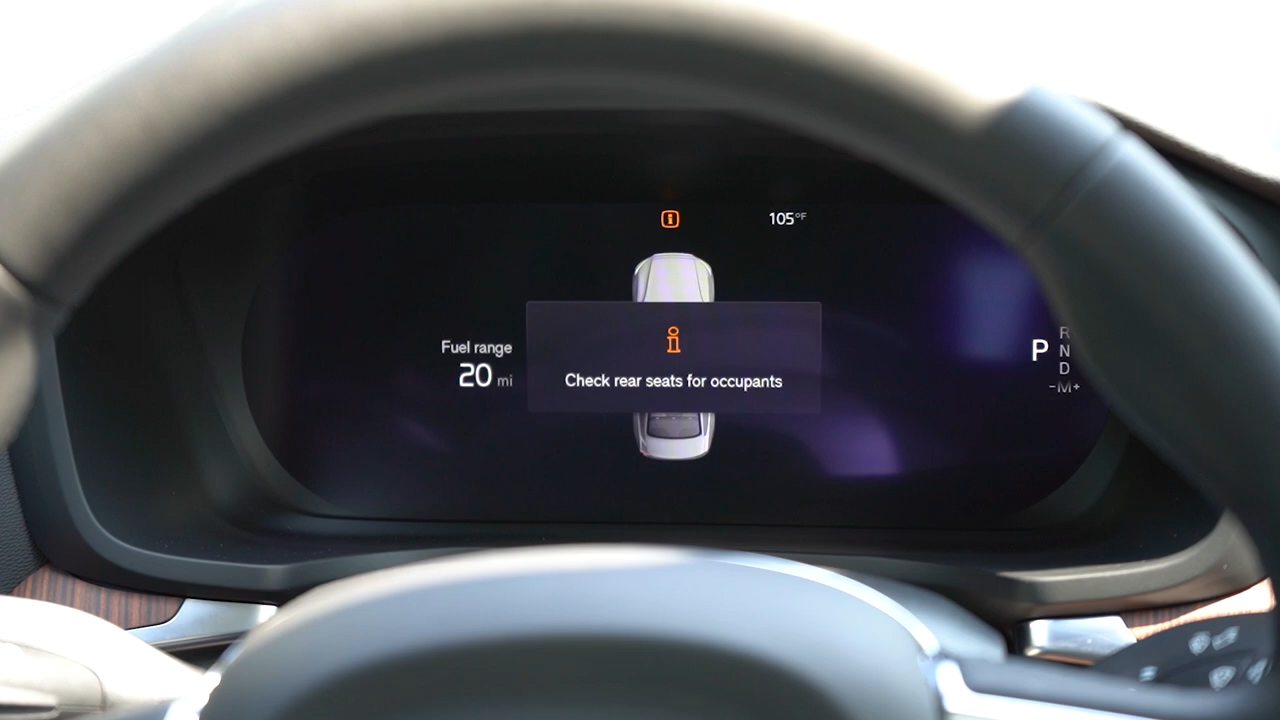 105°F
Fuel range
20 mi
Check rear seats for occupants
P
R
N
D
-M+